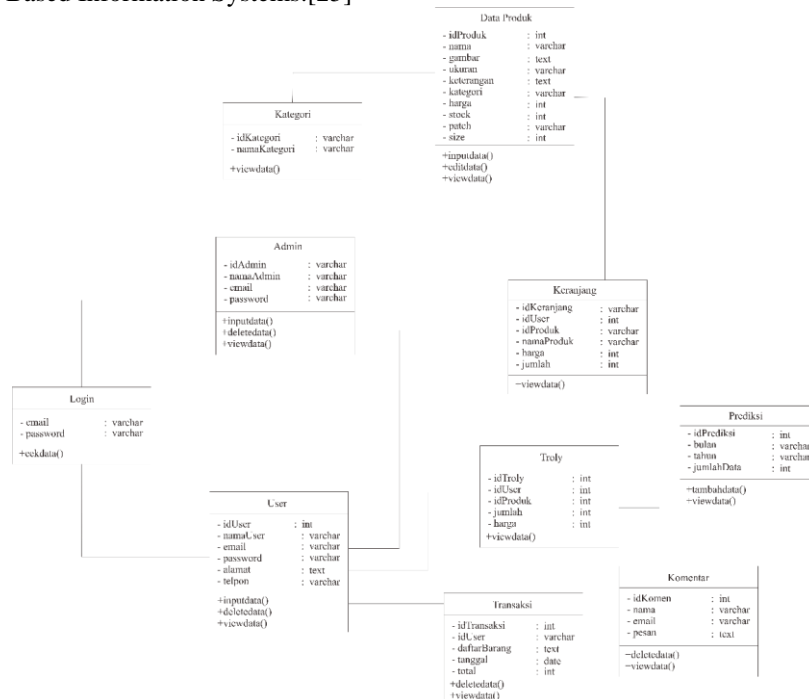 Based Information Systems.[23]
Data Produk
- idProduk : int
- nama : varchar
- gambar : text
- ukuran : varchar
- keterangan : text
- kategori : varchar
- harga : int
- stock : int
- patch : varchar
- size : int
+inputdata()
+editdata()
+viewdata()
Kategori
- idKategori : varchar
- namaKategori : varchar
+viewdata()
Admin
- idAdmin : varchar
- namaAdmin : varchar
- email : varchar
- password : varchar
+inputdata()
+deletedata()
+viewdata()
Keranjang
- idKeranjang : varchar
- idUser : int
- idProduk : varchar
- namaProduk : varchar
- harga : int
- jumlah : int
+viewdata()
Login
- email : varchar
- password : varchar
+cekdata()
Prediksi
- idPrediksi : int
- bulan : varchar
- tahun : varchar
- jumlahData : int
+tambahdata()
+viewdata()
Troly
- idTroly : int
- idUser : int
- idProduk : int
- jumlah : int
- harga : int
+viewdata()
User
- idUser : int
- namaUser : varchar
- email : varchar
- password : varchar
- alamat : text
- telpon : varchar
+inputdata()
+deletedata()
+viewdata()
Komentar
- idKomen : int
- nama : varchar
- email : varchar
- pesan : text
+deletedata()
+viewdata()
Transaksi
- idTransaksi : int
- idUser : varchar
- daftarBarang : text
- tanggal : date
- total : int
+deletedata()
+viewdata()